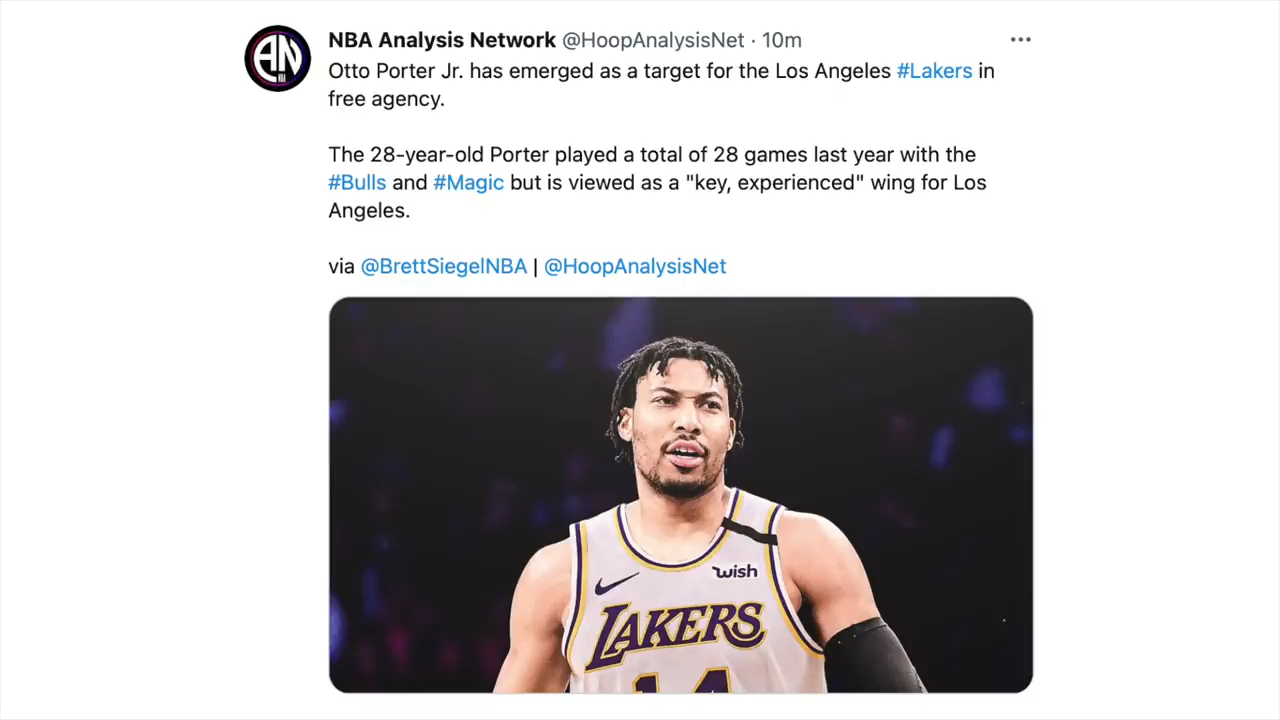 NBA Analysis Network @HoopAnalysisNet · 10m
Otto Porter Jr. has emerged as a target for the Los Angeles #Lakers in
free agency.
The 28-year-old Porter played a total of 28 games last year with the
#Bulls and #Magic but is viewed as a "key, experienced" wing for Los
Angeles.
via @BrettSiegelNBA | @HoopAnalysisNet
wish
LAKERS
14